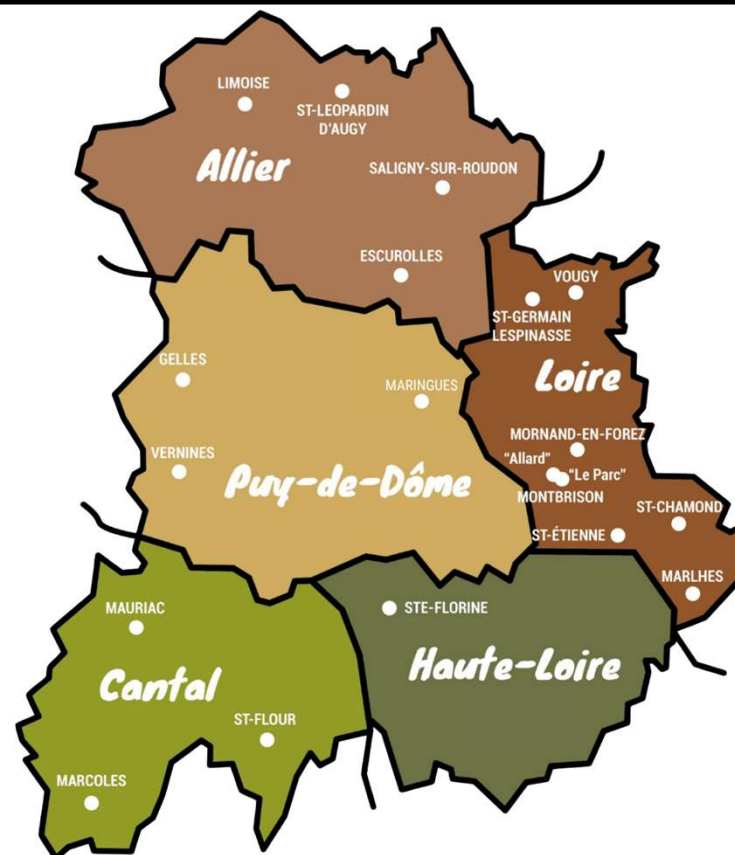 LIMOISE
ST-LEOPARDIN
D'AUGY
Allier
SALIGNY-SUR-ROUDON
ESCUROLLES
VOUGY
ST-GERMAIN
LESPINASSE
Loire
GELLES
MARINGUES
MORNAND-EN-FOREZ
"Allard"
"Le Parc"
MONTBRISON
VERNINES
Puy-de-Dôme
ST-CHAMOND
ST-ÉTIENNE
MARLHES
MAURIAC
STE-FLORINE
Cantal
Haute-Loire
ST-FLOUR
MARCOLES